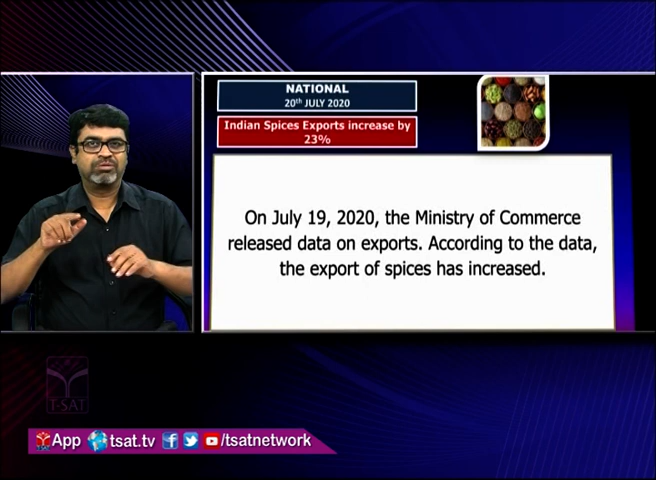 NATIONAL
20th JULY 2020
Indian Spices Exports increase by
23%
On July 19, 2020, the Ministry of Commerce
released data on exports. According to the data,
the export of spices has increased.
T-SAT
App tsat.tv /tsatnetwork